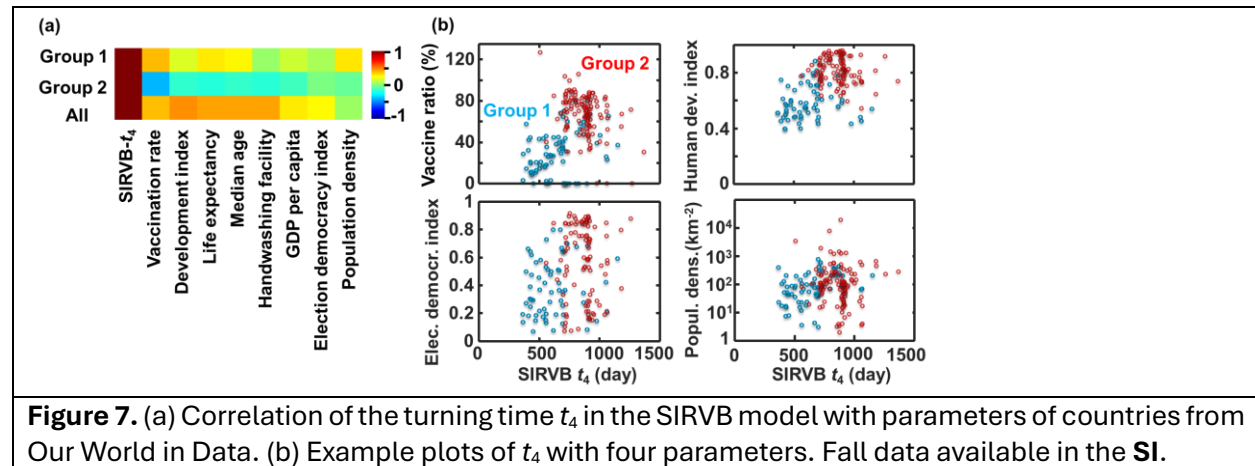 (a)
Group 1
Group 2
All
1
0
-1
SIRVB-t4
Vaccination rate
Development index
Life expectancy
Median age
Handwashing facility
GDP per capita
Election democracy index
Population density
(b)
Vaccine ratio (%)
120
80
40
0
Group 2
Group 1
Human dev. index
0.8
0.4
0
Elec. democr. index
1
0.8
0.6
0.4
0.2
0
0 500 1000 1500
SIRVB t4 (day)
Popul. dens.(km-2)
10^4
10^3
10^2
10^1
1
0 500 1000 1500
SIRVB t4 (day)
Figure 7. (a) Correlation of the turning time t4 in the SIRVB model with parameters of countries from
Our World in Data. (b) Example plots of t4 with four parameters. Fall data available in the SI.